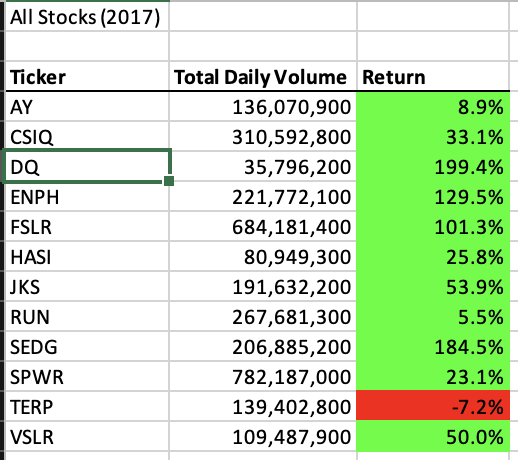 All Stocks (2017)
Ticker Total Daily Volume Return
AY 136,070,900 8.9%
CSIQ 310,592,800 33.1%
DQ 35,796,200 199.4%
ENPH 221,772,100 129.5%
FSLR 684,181,400 101.3%
HASI 80,949,300 25.8%
JKS 191,632,200 53.9%
RUN 267,681,300 5.5%
SEDG 206,885,200 184.5%
SPWR 782,187,000 23.1%
TERP 139,402,800 -7.2%
VSLR 109,487,900 50.0%